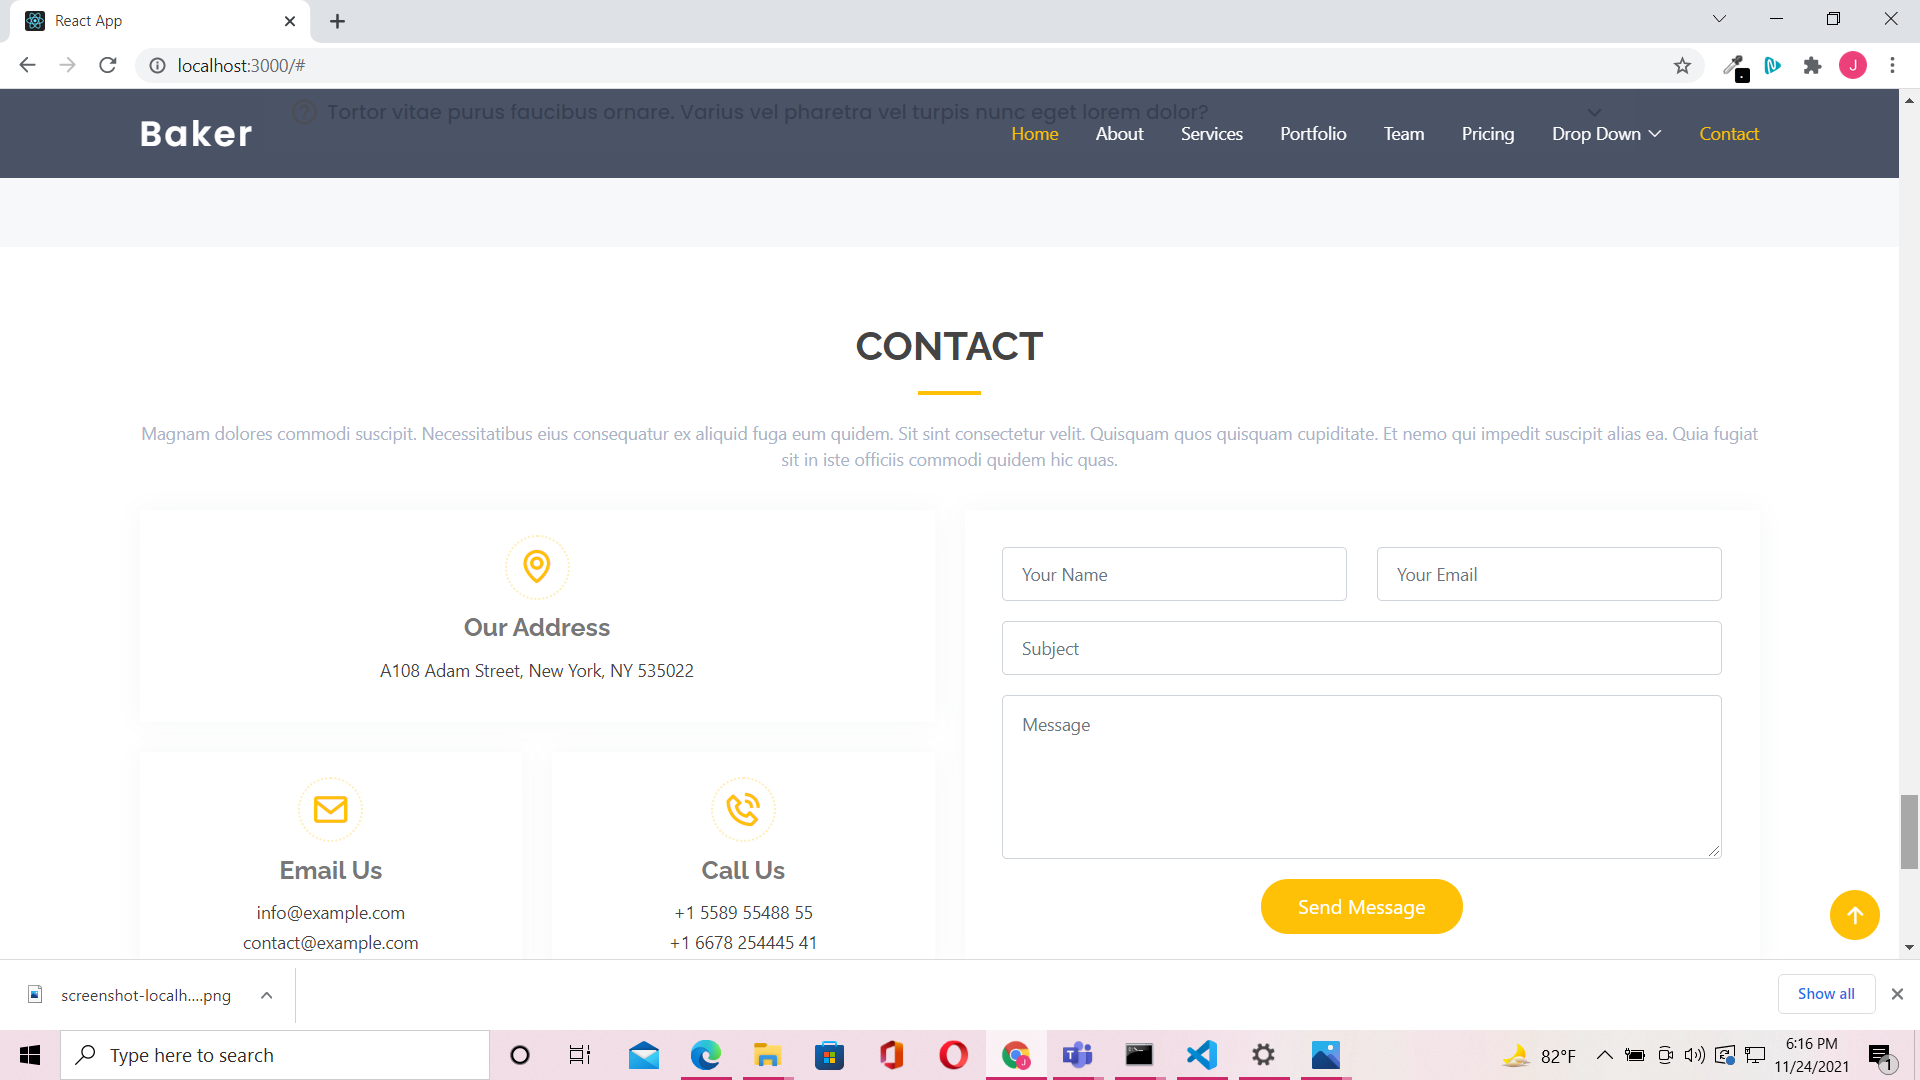 React App
localhost:3000/#
Tortor vitae purus faucibus ornare. Varius vel pharetra vel turpis nunc eget lorem dolor?
Baker
Home About Services Portfolio Team Pricing Drop Down Contact
CONTACT
Magnam dolores commodi suscipit. Necessitatibus eius consequatur ex aliquid fuga eum quidem. Sit sint consectetur velit. Quisquam quos quisquam cupiditate. Et nemo qui impedit suscipit alias ea. Quia fugiat
sit in iste officiis commodi quidem hic quas.
Our Address
A108 Adam Street, New York, NY 535022
Email Us
info@example.com
contact@example.com
Call Us
+1 5589 55488 55
+1 6678 254445 41
Your Name
Your Email
Subject
Message
Send Message
screenshot-localh....png
Show all
Type here to search
82°F
6:16 PM
11/24/2021
1
J